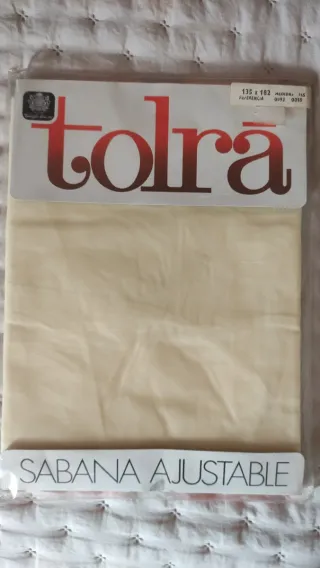 135 x 182
REFERENCIA
tolrá
SABANA AJUSTABLE